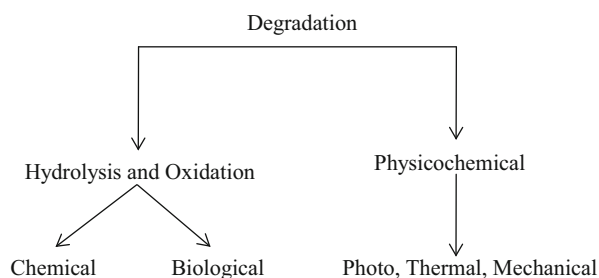 Degradation
Hydrolysis and Oxidation
Physicochemical
Chemical
Biological
Photo, Thermal, Mechanical